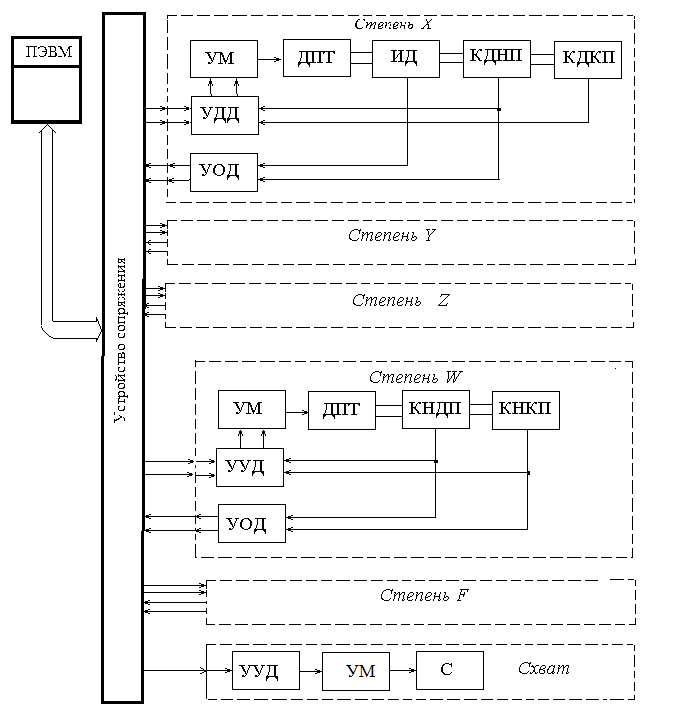 ПЭВМ
Устройство сопряжения
Степень X
УМ
ДПТ
ИД
КДНП
КДКП
УДД
УОД
Степень Y
Степень Z
Степень W
УМ
ДПТ
КНДП
КНКП
УУД
УОД
Степень F
УУД
УМ
С
Схват